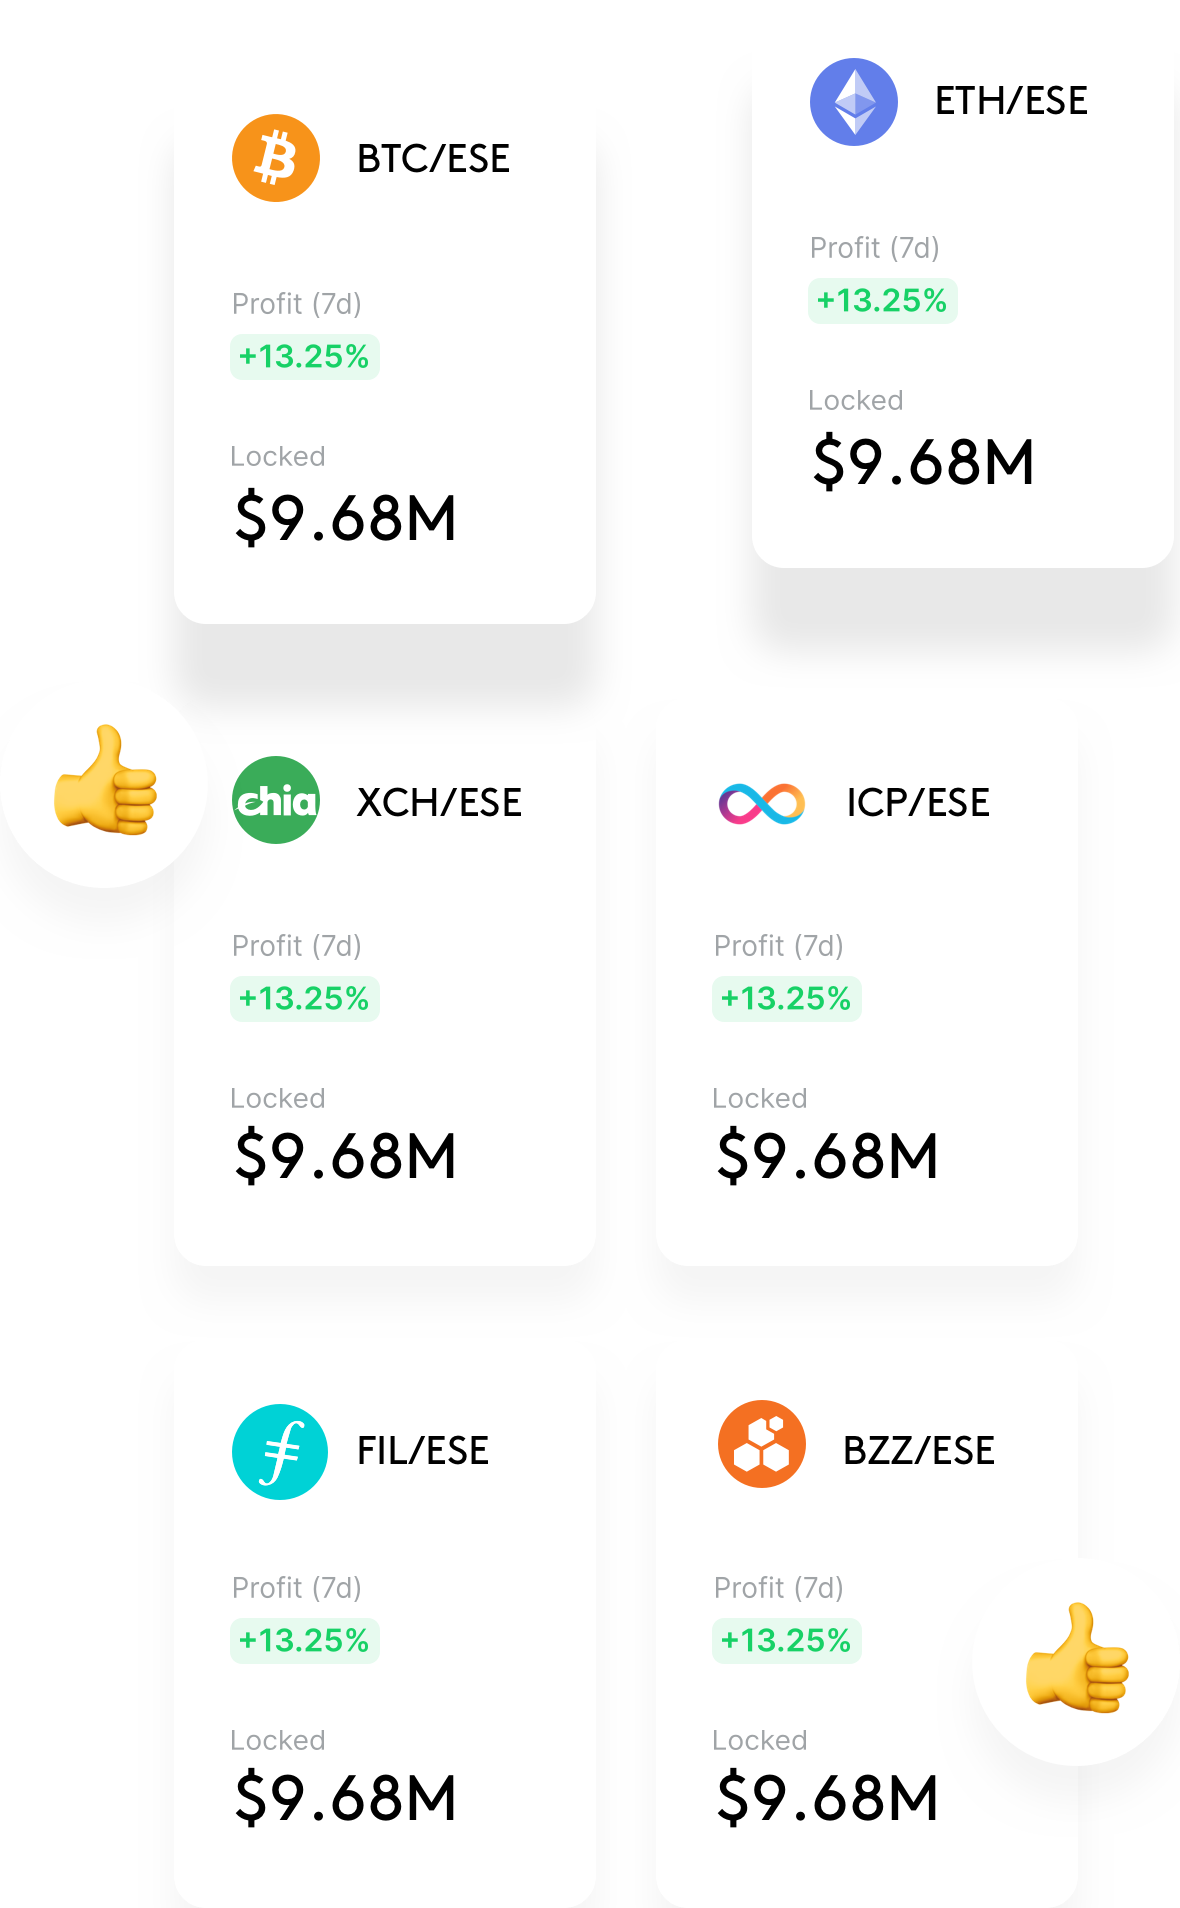 BTC/ESE
Profit (7d)
+13.25%
Locked
$9.68M
ETH/ESE
Profit (7d)
+13.25%
Locked
$9.68M
chia
XCH/ESE
Profit (7d)
+13.25%
Locked
$9.68M
ICP/ESE
Profit (7d)
+13.25%
Locked
$9.68M
FIL/ESE
Profit (7d)
+13.25%
Locked
$9.68M
BZZ/ESE
Profit (7d)
+13.25%
Locked
$9.68M